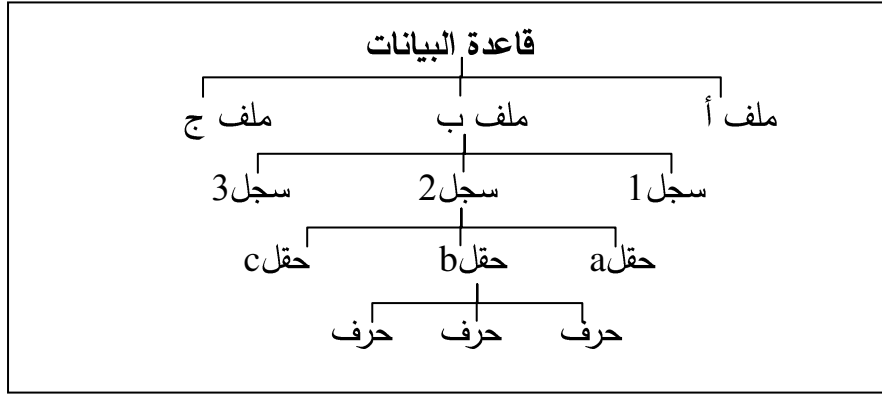 قاعدة البيانات
ملف أ ملف ب ملف ج
سجل1 سجل2 سجل3
حقلa حقلb حقلc
حرف حرف حرف